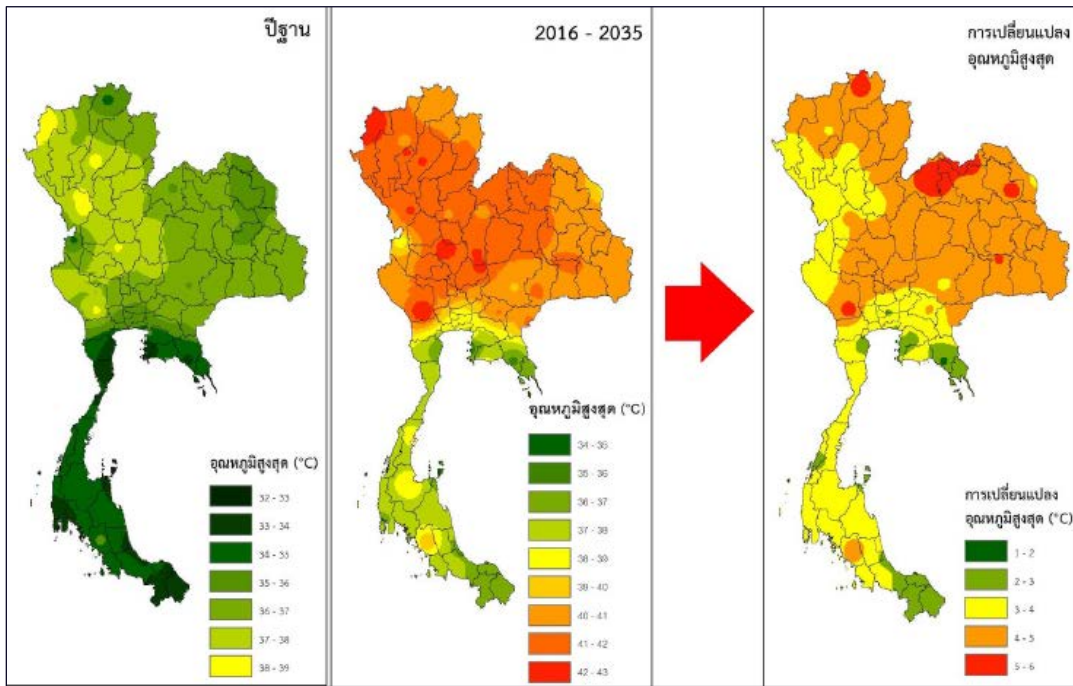 ปีฐาน
อุณหภูมิสูงสุด (°C)
32 - 33
33 - 34
34 - 35
35 - 36
36 - 37
37 - 38
38 - 39
2016 - 2035
อุณหภูมิสูงสุด (°C)
34 - 35
35 - 36
36 - 37
37 - 38
38 - 39
39 - 40
40 - 41
41 - 42
42 - 43
การเปลี่ยนแปลง
อุณหภูมิสูงสุด
การเปลี่ยนแปลง
อุณหภูมิสูงสุด (°C)
1 - 2
2 - 3
3 - 4
4 - 5
5 - 6